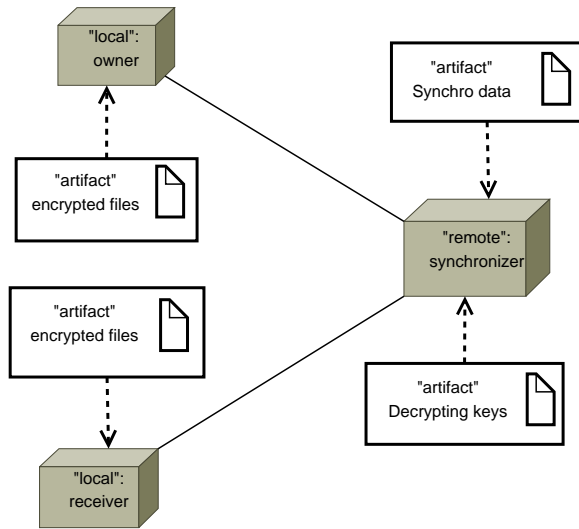 "local":
owner
"artifact"
Synchro data
"artifact"
encrypted files
"remote":
synchronizer
"artifact"
encrypted files
"artifact"
Decrypting keys
"local":
receiver